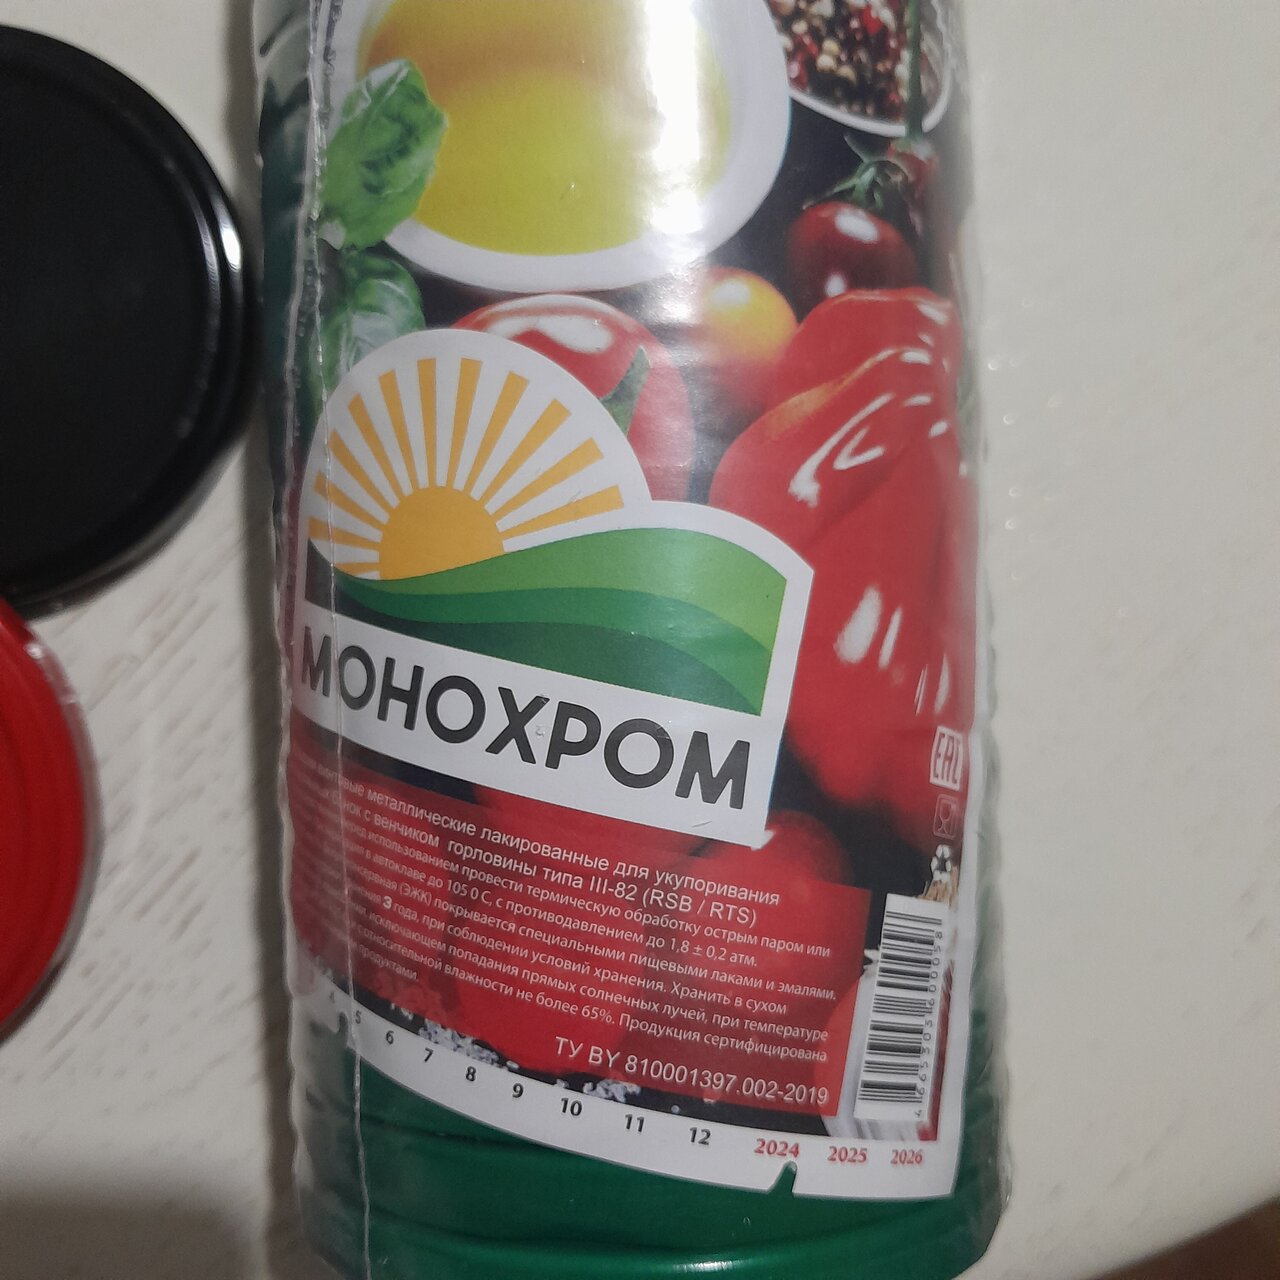 МОНОХРОМ
металлические лакированные для укупоривания
с венчиком горловины типа III-82 (RSB / RTS)
использованием провести термическую обработку острым паром или
в автоклаве до 105 0 С, с противодавлением до 1,8 ± 0,2 атм.
(ЭЖК) покрывается специальными пищевыми лаками и эмалями.
3 года, при соблюдении условий хранения. Хранить в сухом
исключающем попадания прямых солнечных лучей, при температуре
относительной влажности не более 65%. Продукция сертифицирована
продуктами.
ТУ BY 810001397.002-2019
EAC
4 665303 600058
4 5 6 7 8 9 10 11 12 2024 2025 2026